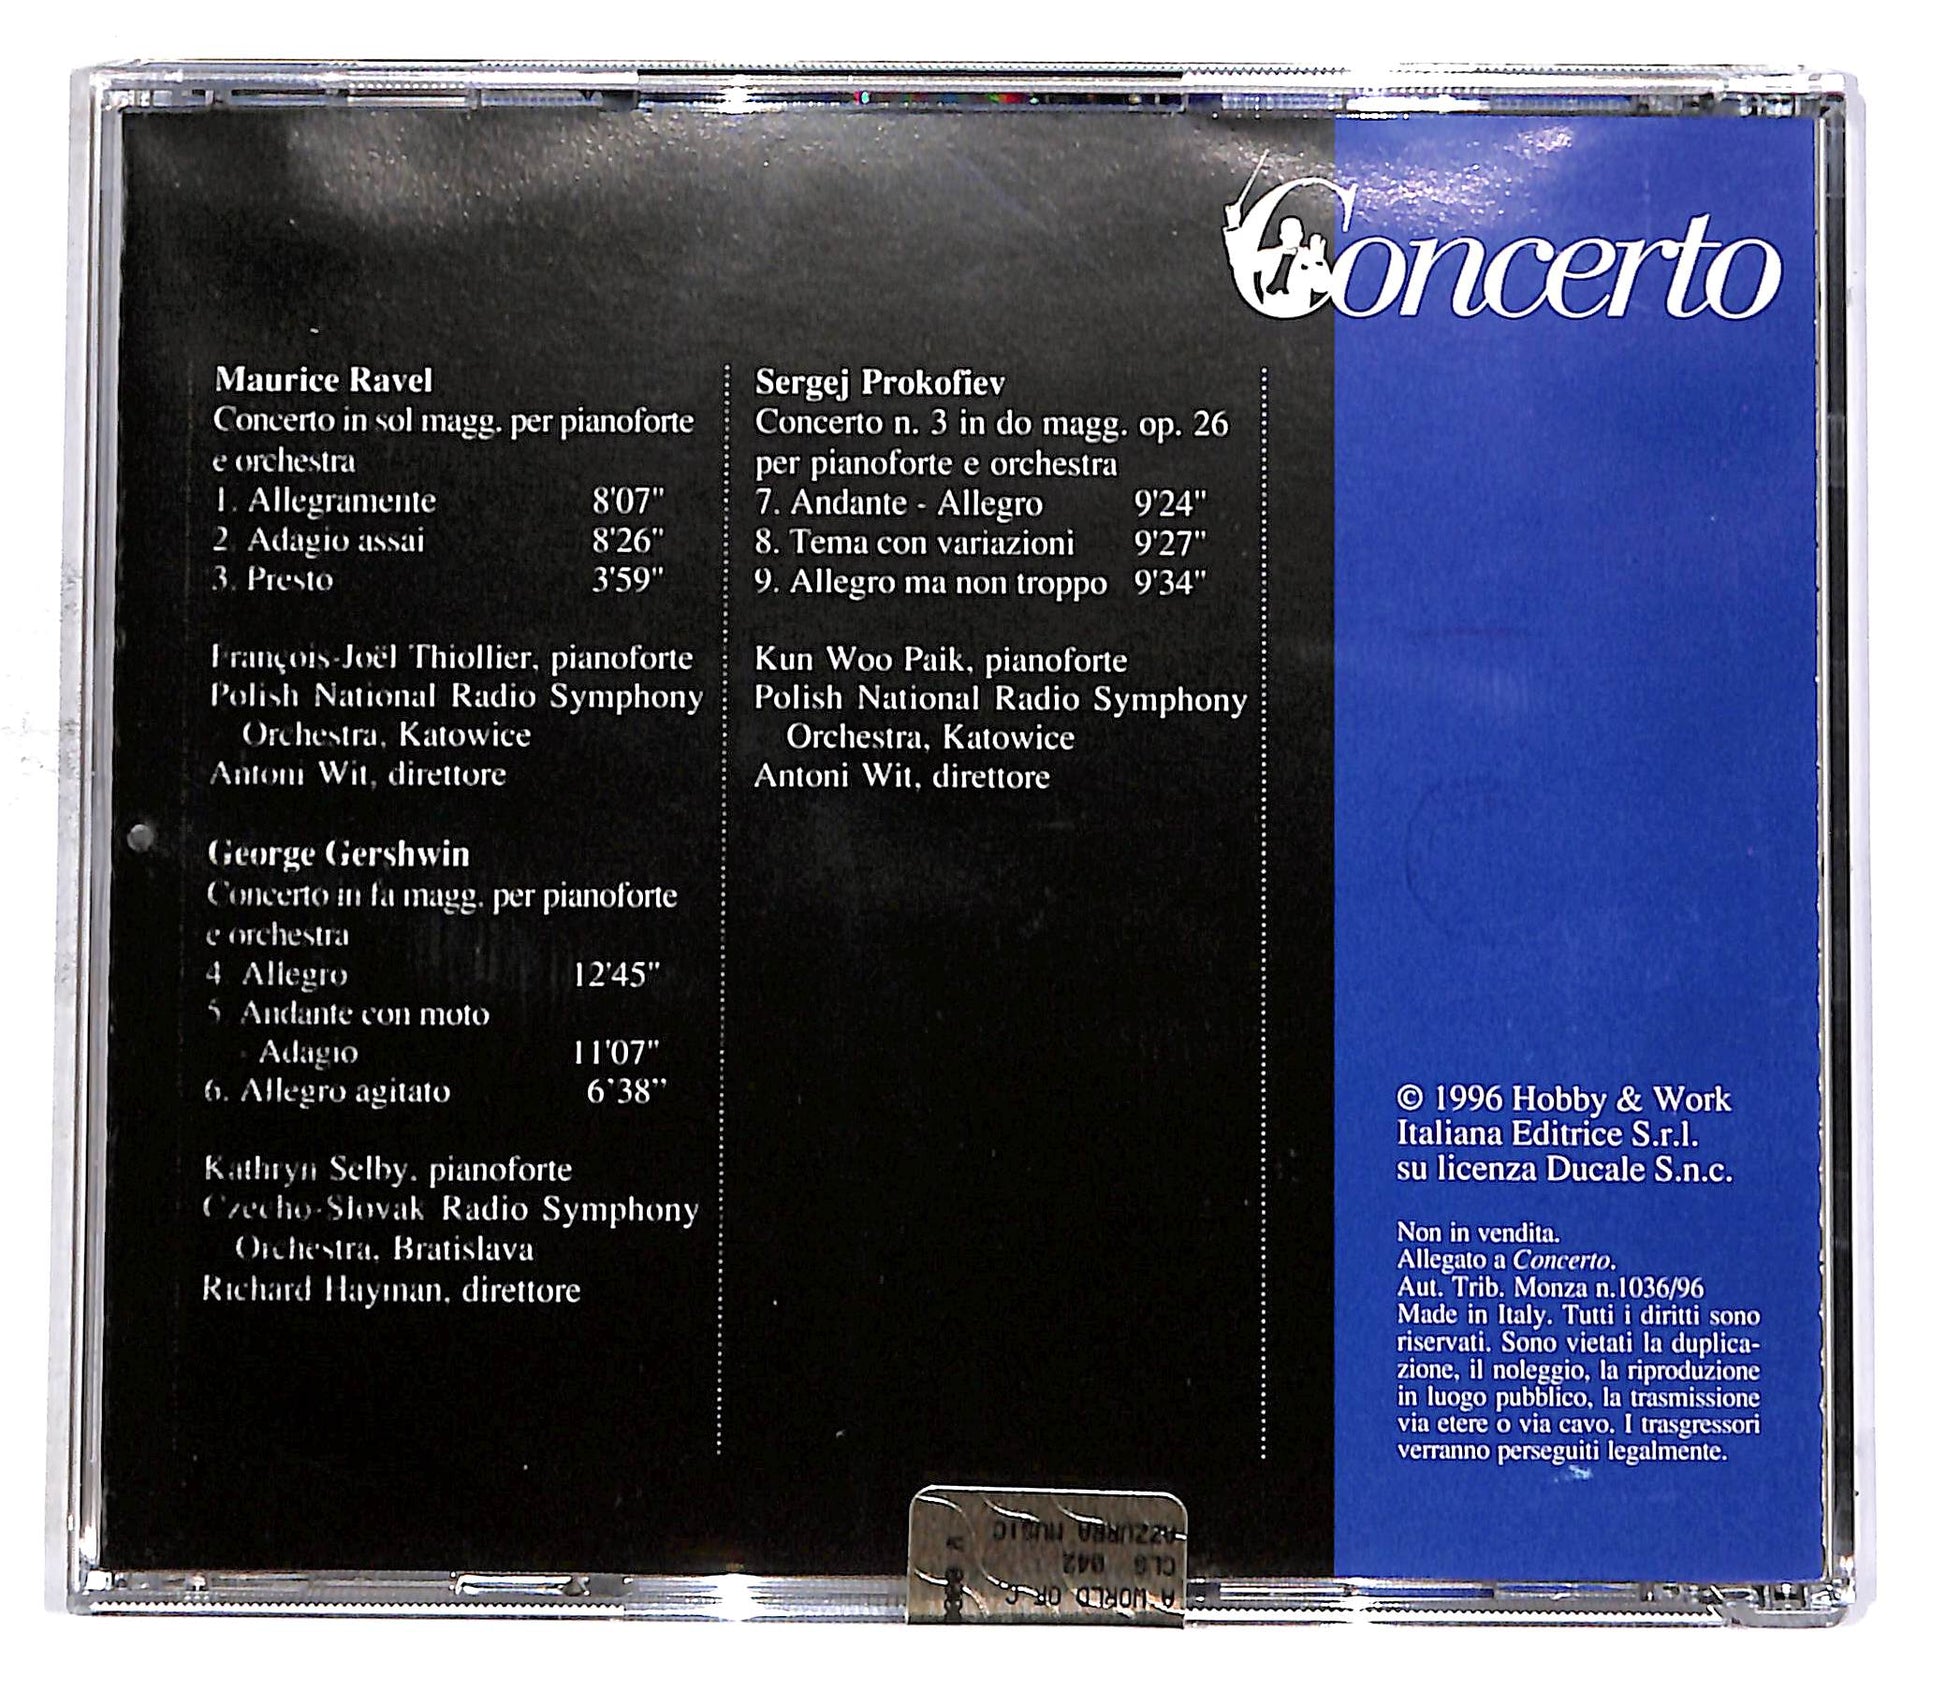 Concerto
Maurice Ravel
Concerto in sol magg. per pianoforte
e orchestra
1. Allegramente 8'07"
2. Adagio assai 8'26"
3. Presto 3'59"
François-Joël Thiollier, pianoforte
Polish National Radio Symphony
Orchestra, Katowice
Antoni Wit, direttore
George Gershwin
Concerto in fa magg. per pianoforte
e orchestra
4. Allegro 12'45"
5. Andante con moto
- Adagio 11'07"
6. Allegro agitato 6'38"
Kathryn Selby, pianoforte
Czecho-Slovak Radio Symphony
Orchestra, Bratislava
Richard Hayman, direttore
Sergej Prokofiev
Concerto n. 3 in do magg. op. 26
per pianoforte e orchestra
7. Andante - Allegro 9'24"
8. Tema con variazioni 9'27"
9. Allegro ma non troppo 9'34"
Kun Woo Paik, pianoforte
Polish National Radio Symphony
Orchestra, Katowice
Antoni Wit, direttore
© 1996 Hobby & Work
Italiana Editrice S.r.l.
su licenza Ducale S.n.c.
Non in vendita.
Allegato a Concerto.
Aut. Trib. Monza n.1036/96
Made in Italy. Tutti i diritti sono
riservati. Sono vietati la duplica-
zione, il noleggio, la riproduzione
in luogo pubblico, la trasmissione
via etere o via cavo. I trasgressori
verranno perseguiti legalmente.
A WORLD OF C
CLS 042
AZZURRA MUSIC